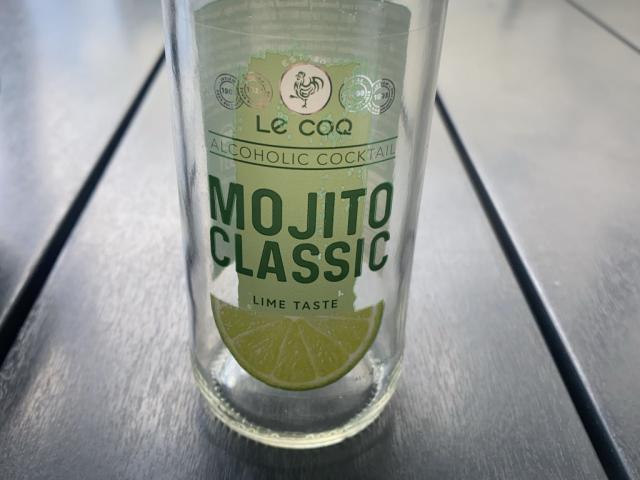 LE COQ
ALCOHOLIC COCKTAIL
MOJITO
CLASSIC
LIME TASTE